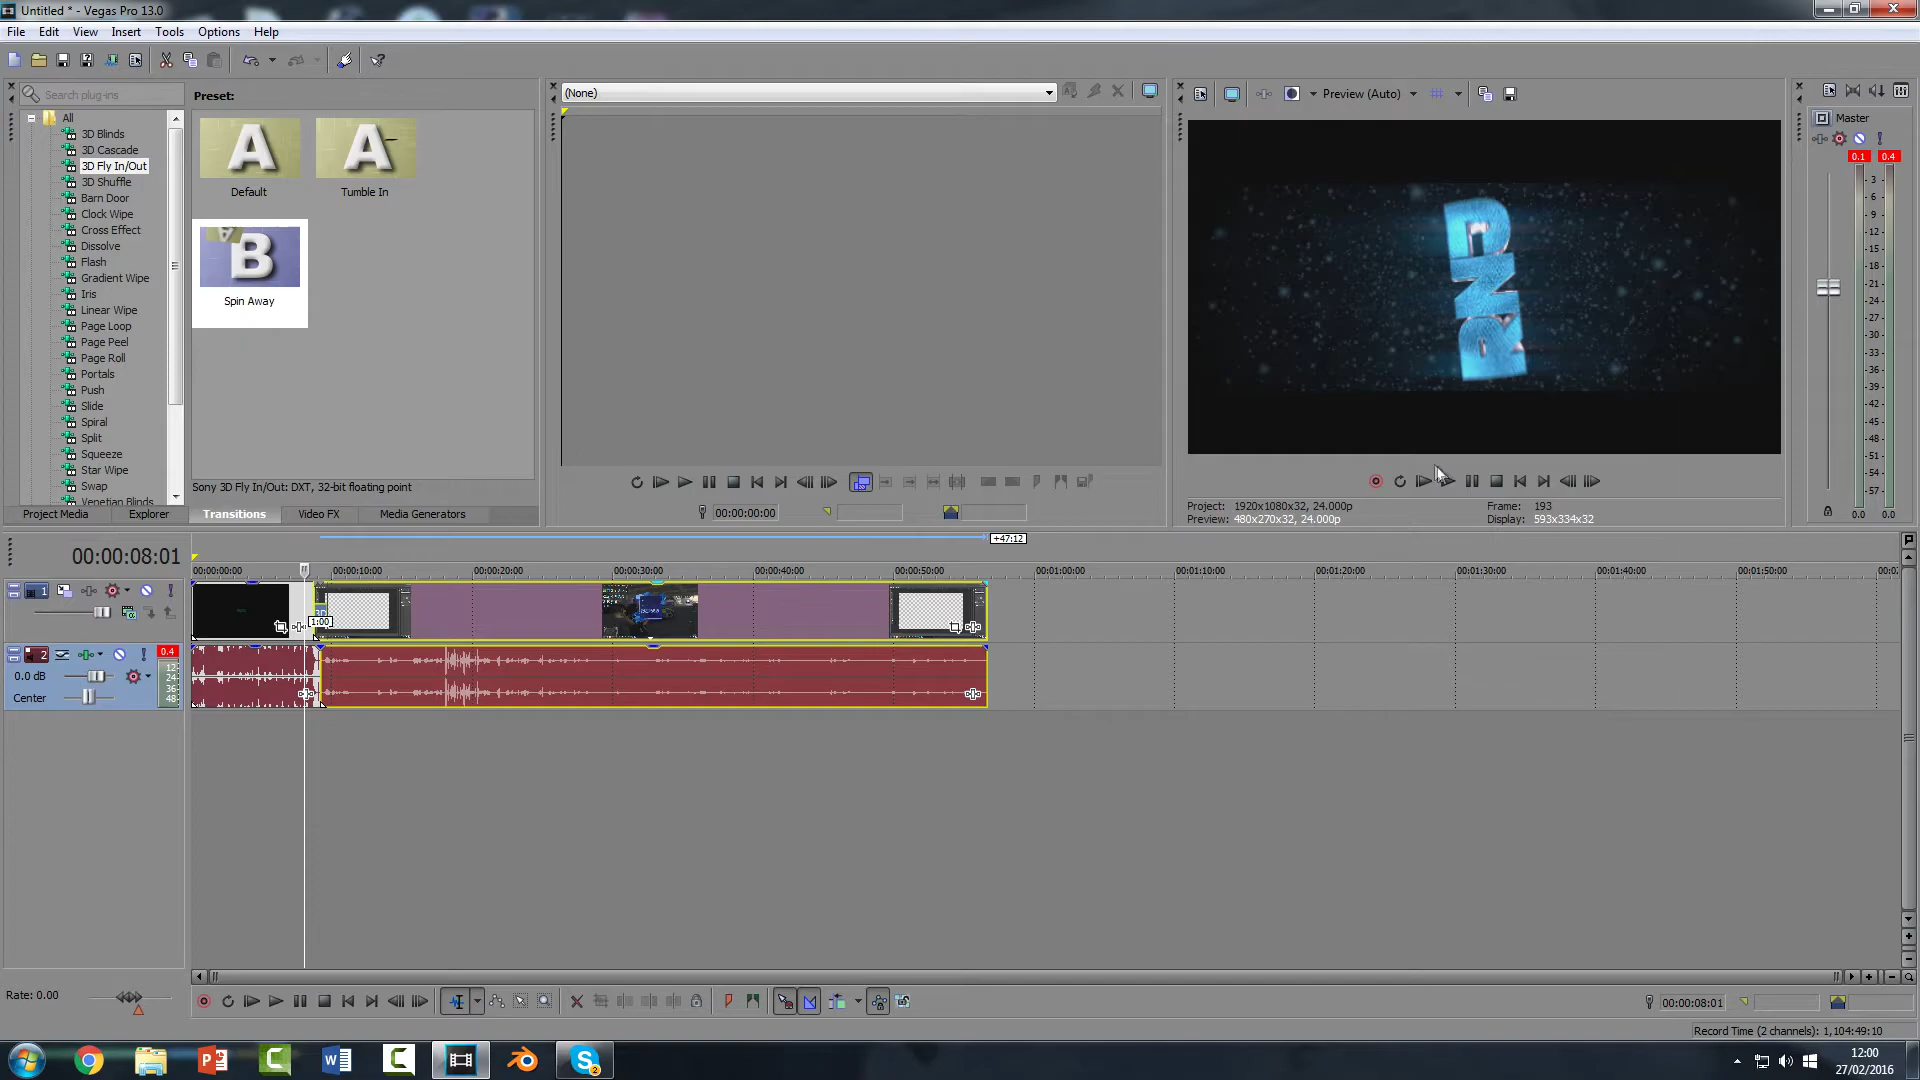 Untitled * - Vegas Pro 13.0
File Edit View Insert Tools Options Help
Search plug-ins
Preset:
All
3D Blinds
3D Cascade
3D Fly In/Out
3D Shuffle
Barn Door
Clock Wipe
Cross Effect
Dissolve
Flash
Gradient Wipe
Iris
Linear Wipe
Page Loop
Page Peel
Page Roll
Portals
Push
Slide
Spiral
Split
Squeeze
Star Wipe
Swap
Venetian Blinds
A
Default
A
Tumble In
B
Spin Away
Sony 3D Fly In/Out: DXT, 32-bit floating point
Project Media Explorer Transitions Video FX Media Generators
(None)
00:00:00:00
Preview (Auto)
Project: 1920x1080x32, 24.000p
Preview: 480x270x32, 24.000p
Frame: 193
Display: 593x334x32
Master
0.1 0.4
3
6
9
12
15
18
21
24
27
30
33
36
39
42
45
48
51
54
57
0.0 0.0
00:00:08:01
+47:12
00:00:00:00 00:00:10:00 00:00:20:00 00:00:30:00 00:00:40:00 00:00:50:00 00:01:00:00 00:01:10:00 00:01:20:00 00:01:30:00 00:01:40:00 00:01:50:00
1
1:00
2
0.4
0.0 dB
Center
12
24
36
48
Rate: 0.00
00:00:08:01
Record Time (2 channels): 1,104:49:10
12:00
27/02/2016